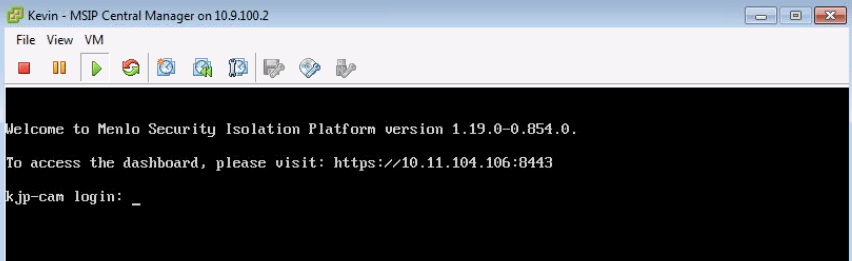 Kevin - MSIP Central Manager on 10.9.100.2
File View VM
Welcome to Menlo Security Isolation Platform version 1.19.0-0.854.0.
To access the dashboard, please visit: https://10.11.104.106:8443
kjp-cam login: _